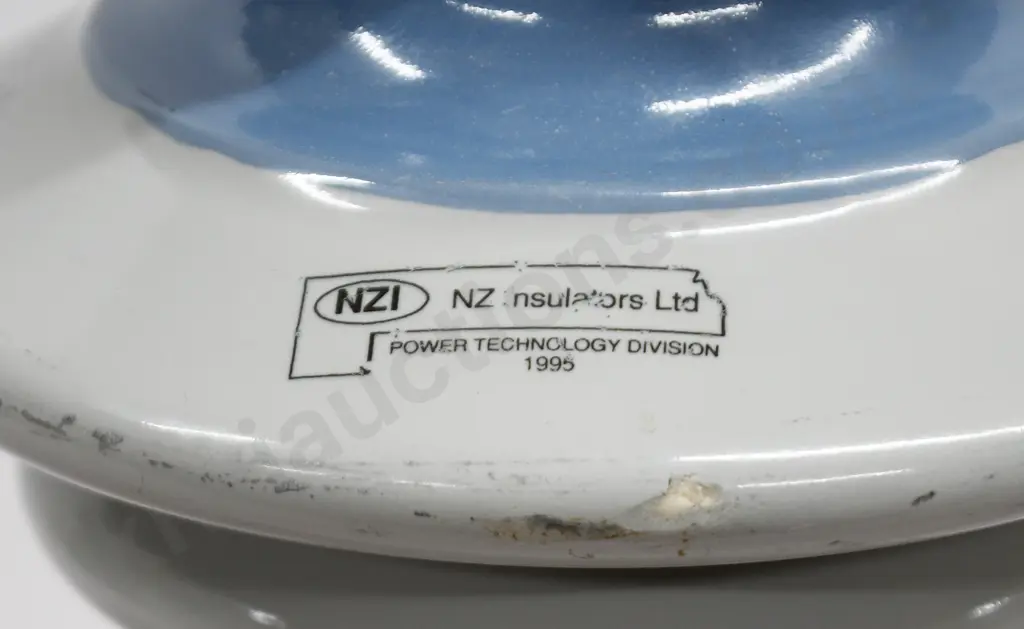 NZI NZ insulators Ltd
POWER TECHNOLOGY DIVISION
1995